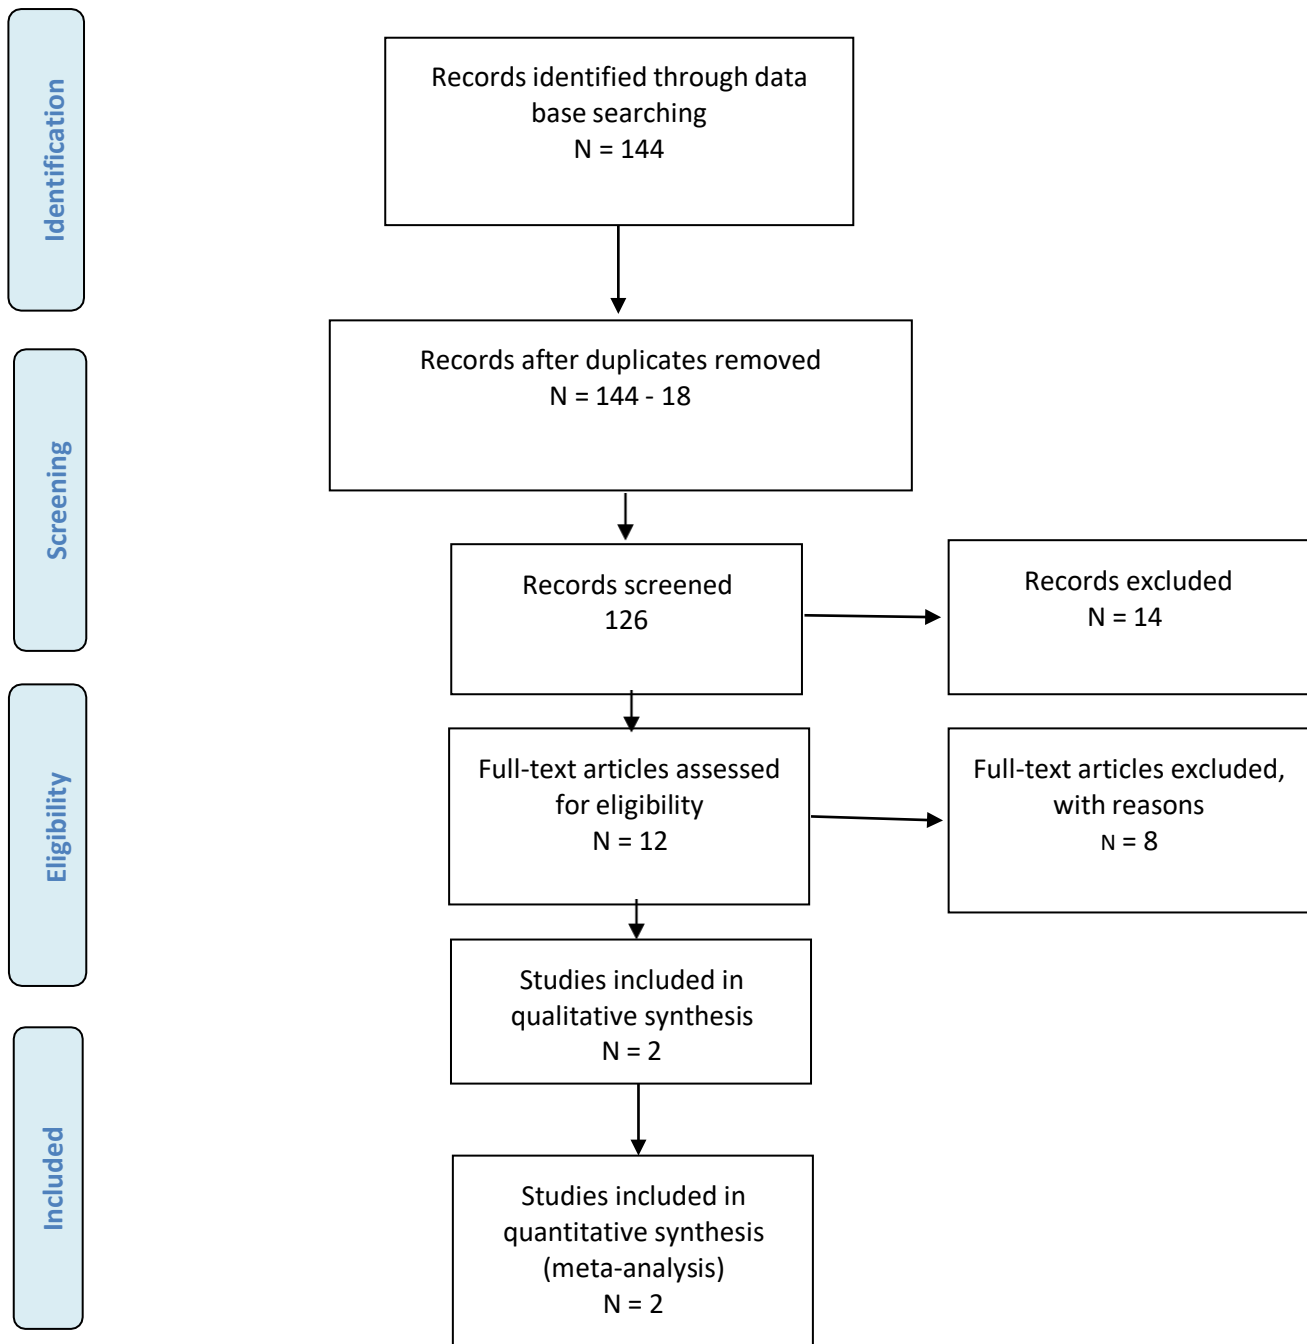 Identification
Records identified through data
base searching
N = 144
Records after duplicates removed
N = 144 - 18
Screening
Records screened
126
Records excluded
N = 14
Eligibility
Full-text articles assessed
for eligibility
N = 12
Full-text articles excluded,
with reasons
N = 8
Studies included in
qualitative synthesis
N = 2
Included
Studies included in
quantitative synthesis
(meta-analysis)
N = 2